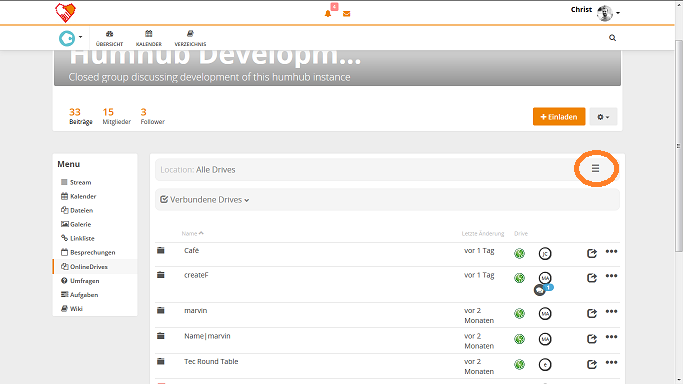 6
Christ
ÜBERSICHT KALENDER VERZEICHNIS
Humhub Developm...
Closed group discussing development of this humhub instance
33 15 3
Beiträge Mitglieder Follower
+ Einladen
Menu
Stream
Kalender
Dateien
Galerie
Linkliste
Besprechungen
OnlineDrives
Umfragen
Aufgaben
Wiki
Location: Alle Drives
Verbundene Drives
Name Letzte Änderung Drive
Café vor 1 Tag JC
createF vor 1 Tag MA
1
marvin vor 2 Monaten MA
Name|marvin vor 2 Monaten MA
Tec Round Table vor 2 Monaten e